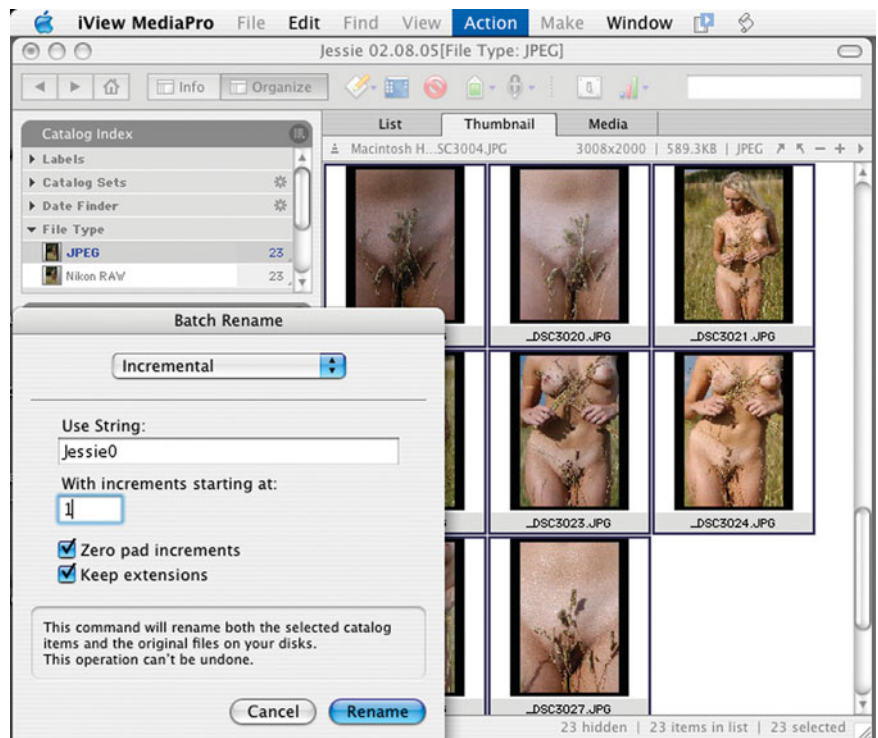 iView MediaPro File Edit Find View Action Make Window
Jessie 02.08.05[File Type: JPEG]
Info Organize
List Thumbnail Media
Macintosh H...SC3004.JPG 3008x2000 | 589.3KB | JPEG
Catalog Index
Labels
Catalog Sets
Date Finder
File Type
JPEG 23
Nikon RAW 23
_DSC3020.JPG
_DSC3021.JPG
_DSC3023.JPG
_DSC3024.JPG
_DSC3027.JPG
Batch Rename
Incremental
Use String:
Jessie0
With increments starting at:
1
Zero pad increments
Keep extensions
This command will rename both the selected catalog
items and the original files on your disks.
This operation can't be undone.
Cancel Rename
23 hidden | 23 items in list | 23 selected